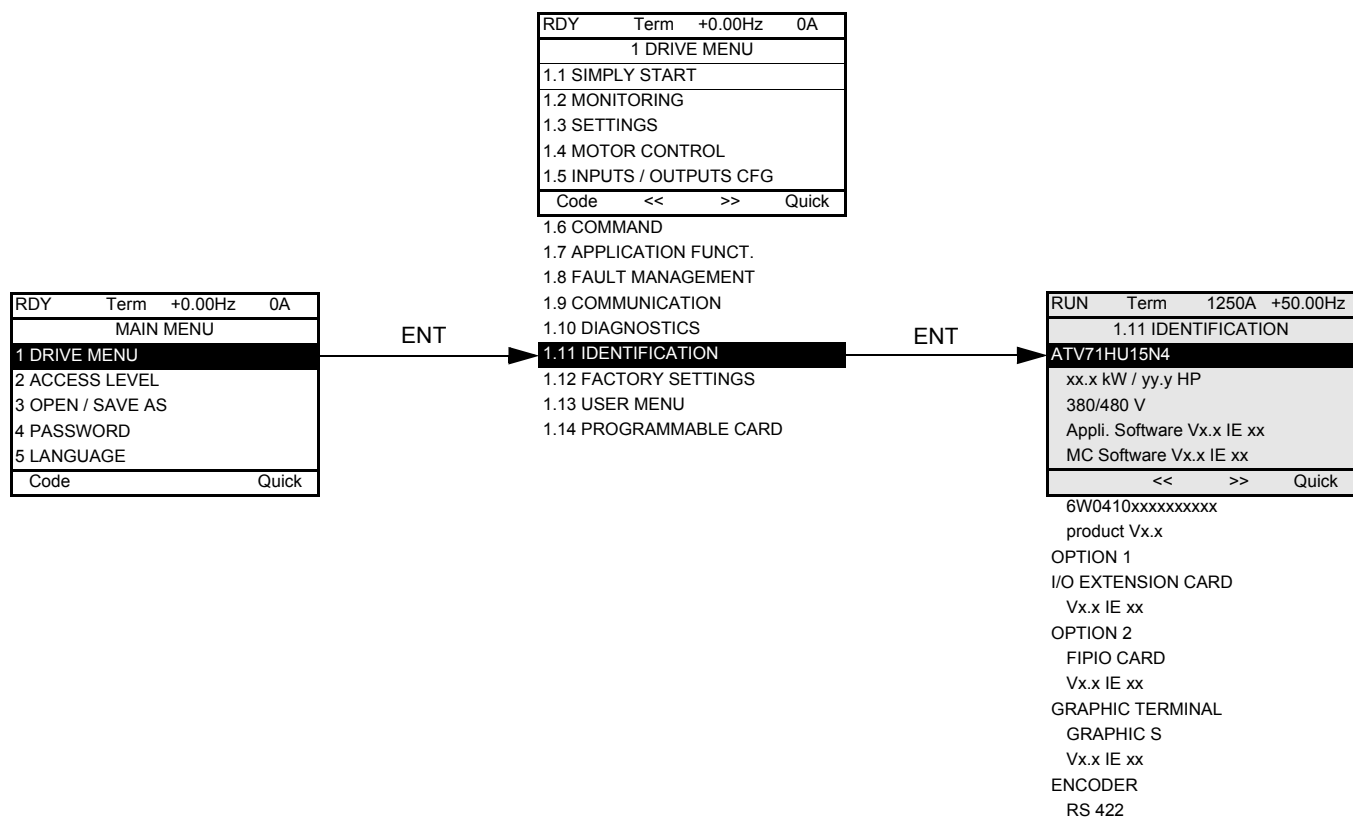 RDY Term +0.00Hz 0A
MAIN MENU
1 DRIVE MENU
2 ACCESS LEVEL
3 OPEN / SAVE AS
4 PASSWORD
5 LANGUAGE
Code Quick
ENT
RDY Term +0.00Hz 0A
1 DRIVE MENU
1.1 SIMPLY START
1.2 MONITORING
1.3 SETTINGS
1.4 MOTOR CONTROL
1.5 INPUTS / OUTPUTS CFG
Code << >> Quick
1.6 COMMAND
1.7 APPLICATION FUNCT.
1.8 FAULT MANAGEMENT
1.9 COMMUNICATION
1.10 DIAGNOSTICS
1.11 IDENTIFICATION
1.12 FACTORY SETTINGS
1.13 USER MENU
1.14 PROGRAMMABLE CARD
ENT
RUN Term 1250A +50.00Hz
1.11 IDENTIFICATION
ATV71HU15N4
xx.x kW / yy.y HP
380/480 V
Appli. Software Vx.x IE xx
MC Software Vx.x IE xx
<< >> Quick
6W0410xxxxxxxxxx
product Vx.x
OPTION 1
I/O EXTENSION CARD
Vx.x IE xx
OPTION 2
FIPIO CARD
Vx.x IE xx
GRAPHIC TERMINAL
GRAPHIC S
Vx.x IE xx
ENCODER
RS 422